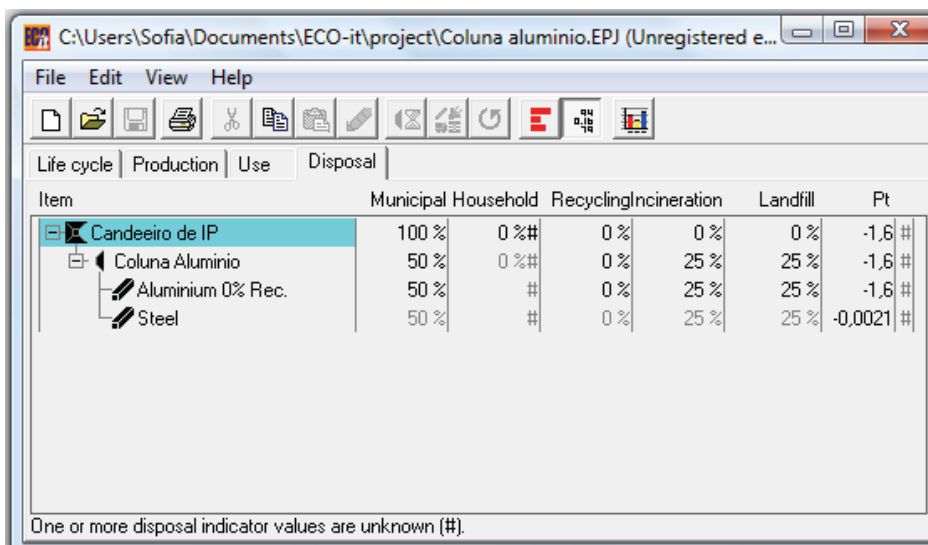 ECO C:\Users\Sofia\Documents\ECO-it\project\Coluna aluminio.EPJ (Unregistered e...
File Edit View Help
Life cycle Production Use Disposal
Item Municipal Household Recycling Incineration Landfill Pt
Candeeiro de IP 100 % 0 %# 0 % 0 % 0 % -1,6 #
Coluna Aluminio 50 % 0 %# 0 % 25 % 25 % -1,6 #
Aluminium 0% Rec. 50 % # 0 % 25 % 25 % -1,6 #
Steel 50 % # 0 % 25 % 25 % -0,0021 #
One or more disposal indicator values are unknown (#).